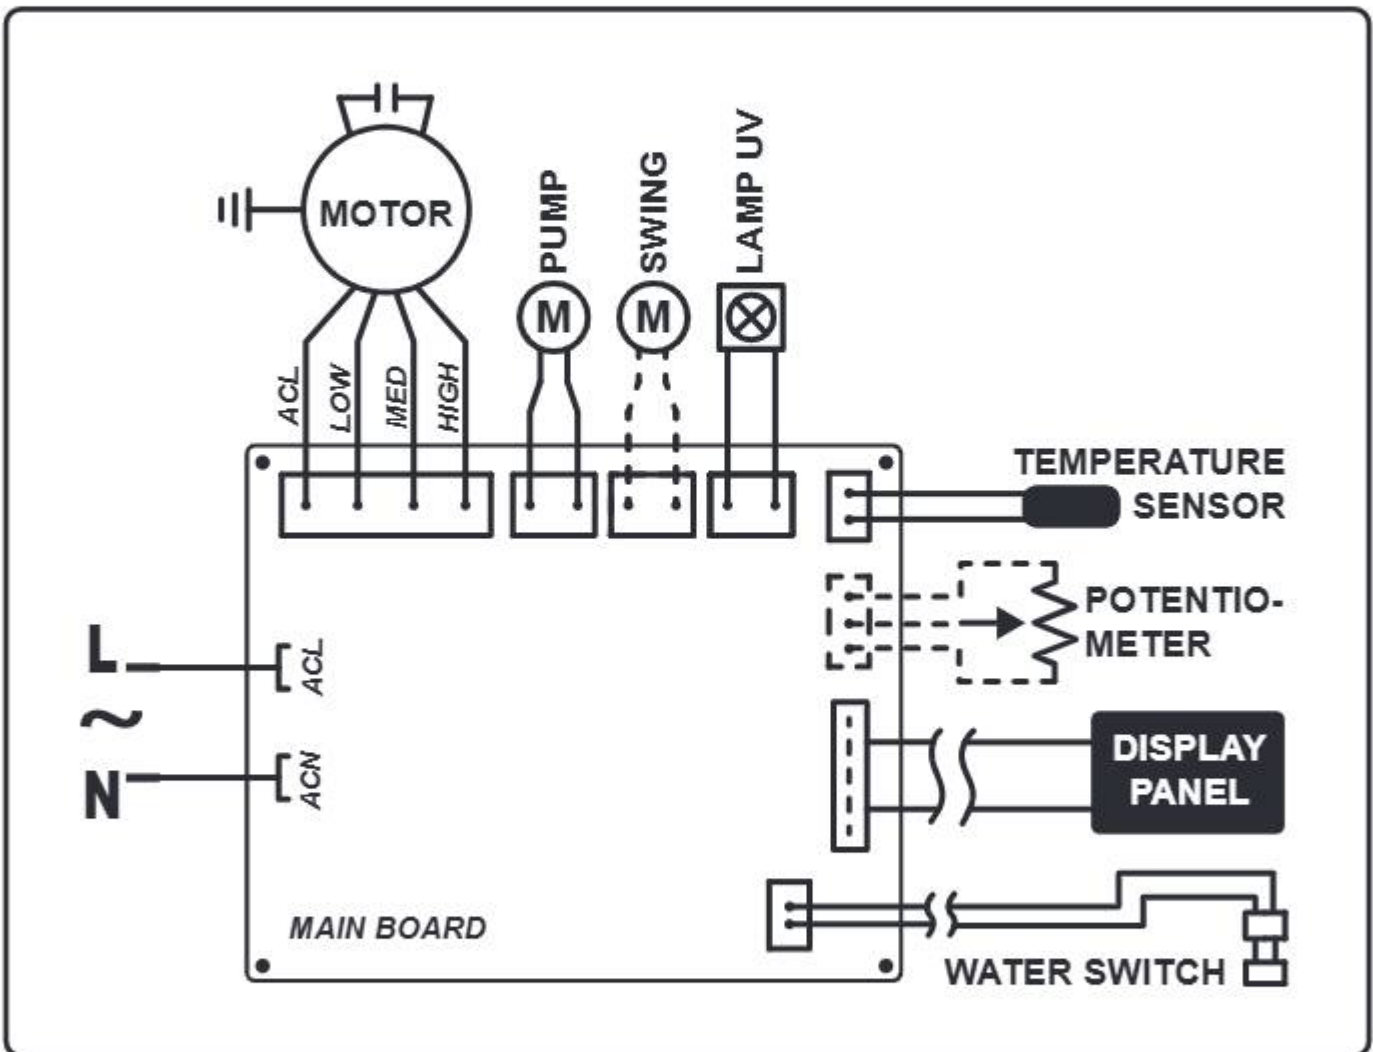 MOTOR
PUMP
SWING
LAMP UV
M
M
ACL
LOW
MED
HIGH
TEMPERATURE
SENSOR
POTENTIO-
METER
L
~
N
ACL
ACN
DISPLAY
PANEL
MAIN BOARD
WATER SWITCH